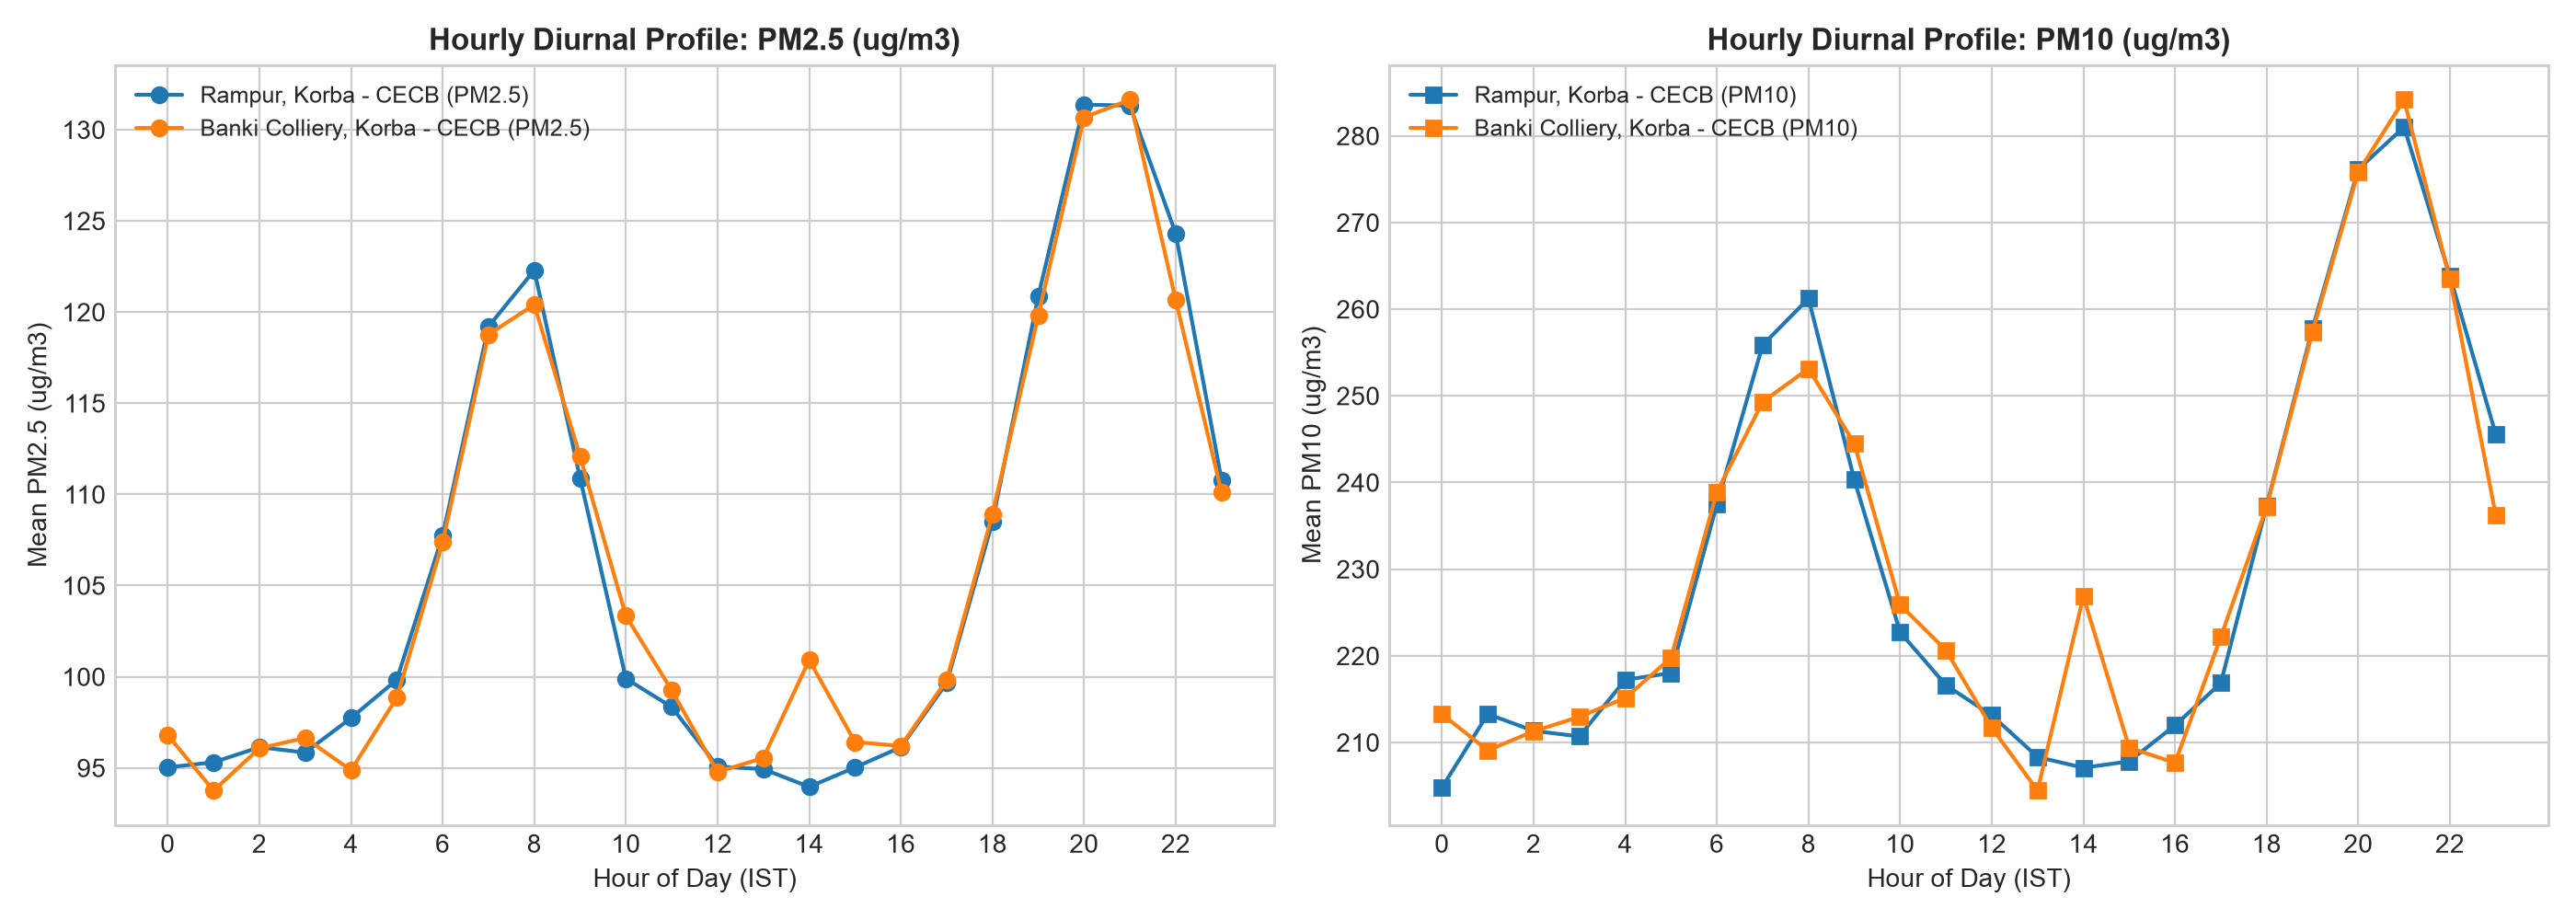 Hourly Diurnal Profile: PM2.5 (ug/m3)
Rampur, Korba - CECB (PM2.5)
Banki Colliery, Korba - CECB (PM2.5)
Mean PM2.5 (ug/m3)
130
125
120
115
110
105
100
95
0 2 4 6 8 10 12 14 16 18 20 22
Hour of Day (IST)
Hourly Diurnal Profile: PM10 (ug/m3)
Rampur, Korba - CECB (PM10)
Banki Colliery, Korba - CECB (PM10)
Mean PM10 (ug/m3)
280
270
260
250
240
230
220
210
0 2 4 6 8 10 12 14 16 18 20 22
Hour of Day (IST)